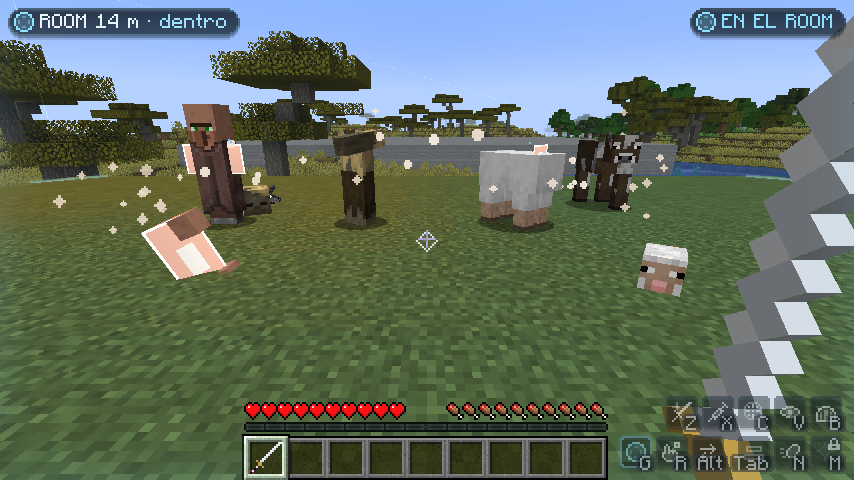 ROOM 14 m · dentro
EN EL ROOM
Z X C V B
G R Alt Tab N M